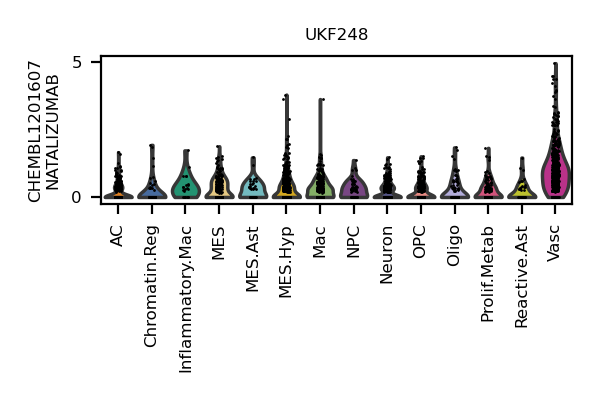 UKF248
CHEMBL1201607
NATALIZUMAB
5
0
AC
Chromatin.Reg
Inflammatory.Mac
MES
MES.Ast
MES.Hyp
Mac
NPC
Neuron
OPC
Oligo
Prolif.Metab
Reactive.Ast
Vasc